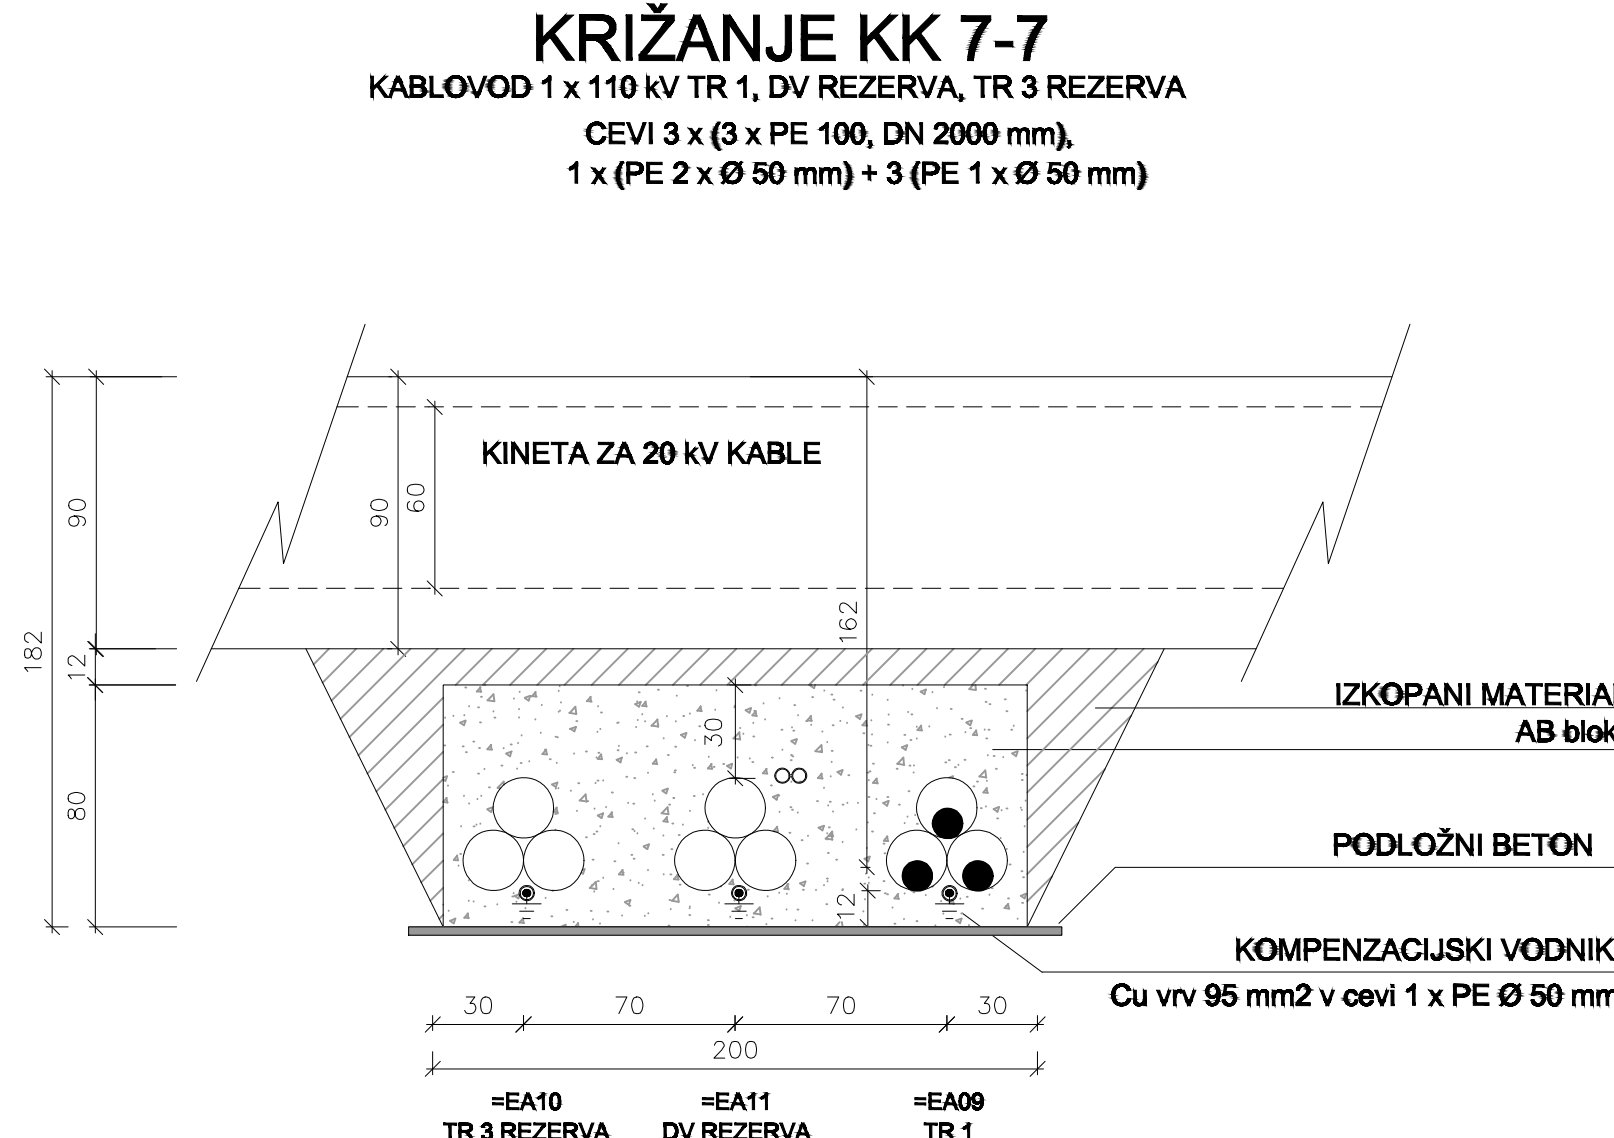 KRIŽANJE KK 7-7
KABLOVOD 1 x 110 kV TR 1, DV REZERVA, TR 3 REZERVA
CEVI 3 x (3 x PE 100, DN 2000 mm),
1 x (PE 2 x Ø 50 mm) + 3 (PE 1 x Ø 50 mm)
KINETA ZA 20 kV KABLE
90
90
60
162
182
12
IZKOPANI MATERIAL
AB blok
30
80
PODLOŽNI BETON
12
KOMPENZACIJSKI VODNIK
Cu vrv 95 mm2 v cevi 1 x PE Ø 50 mm
30 70 70 30
200
=EA10 =EA11 =EA09
TR 3 REZERVA DV REZERVA TR 1